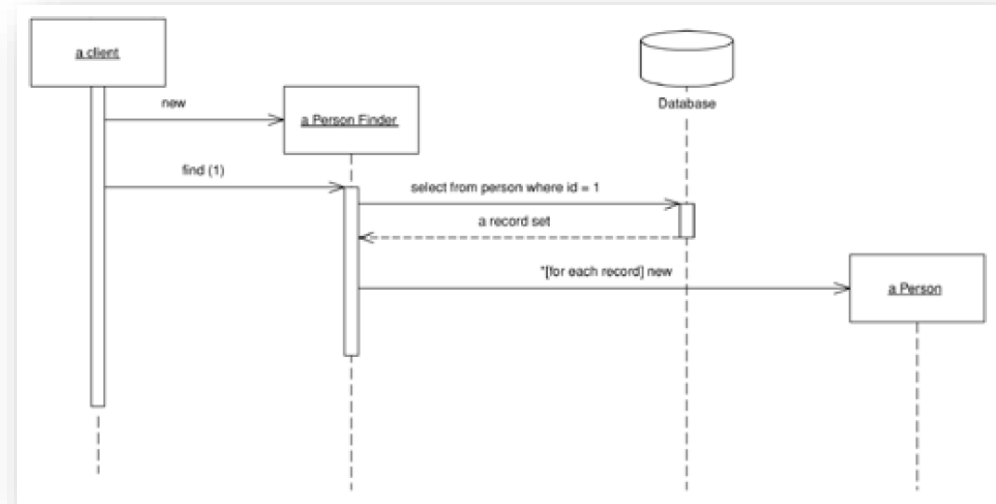 a client
Database
new
a Person Finder
find (1)
select from person where id = 1
a record set
*[for each record] new
a Person